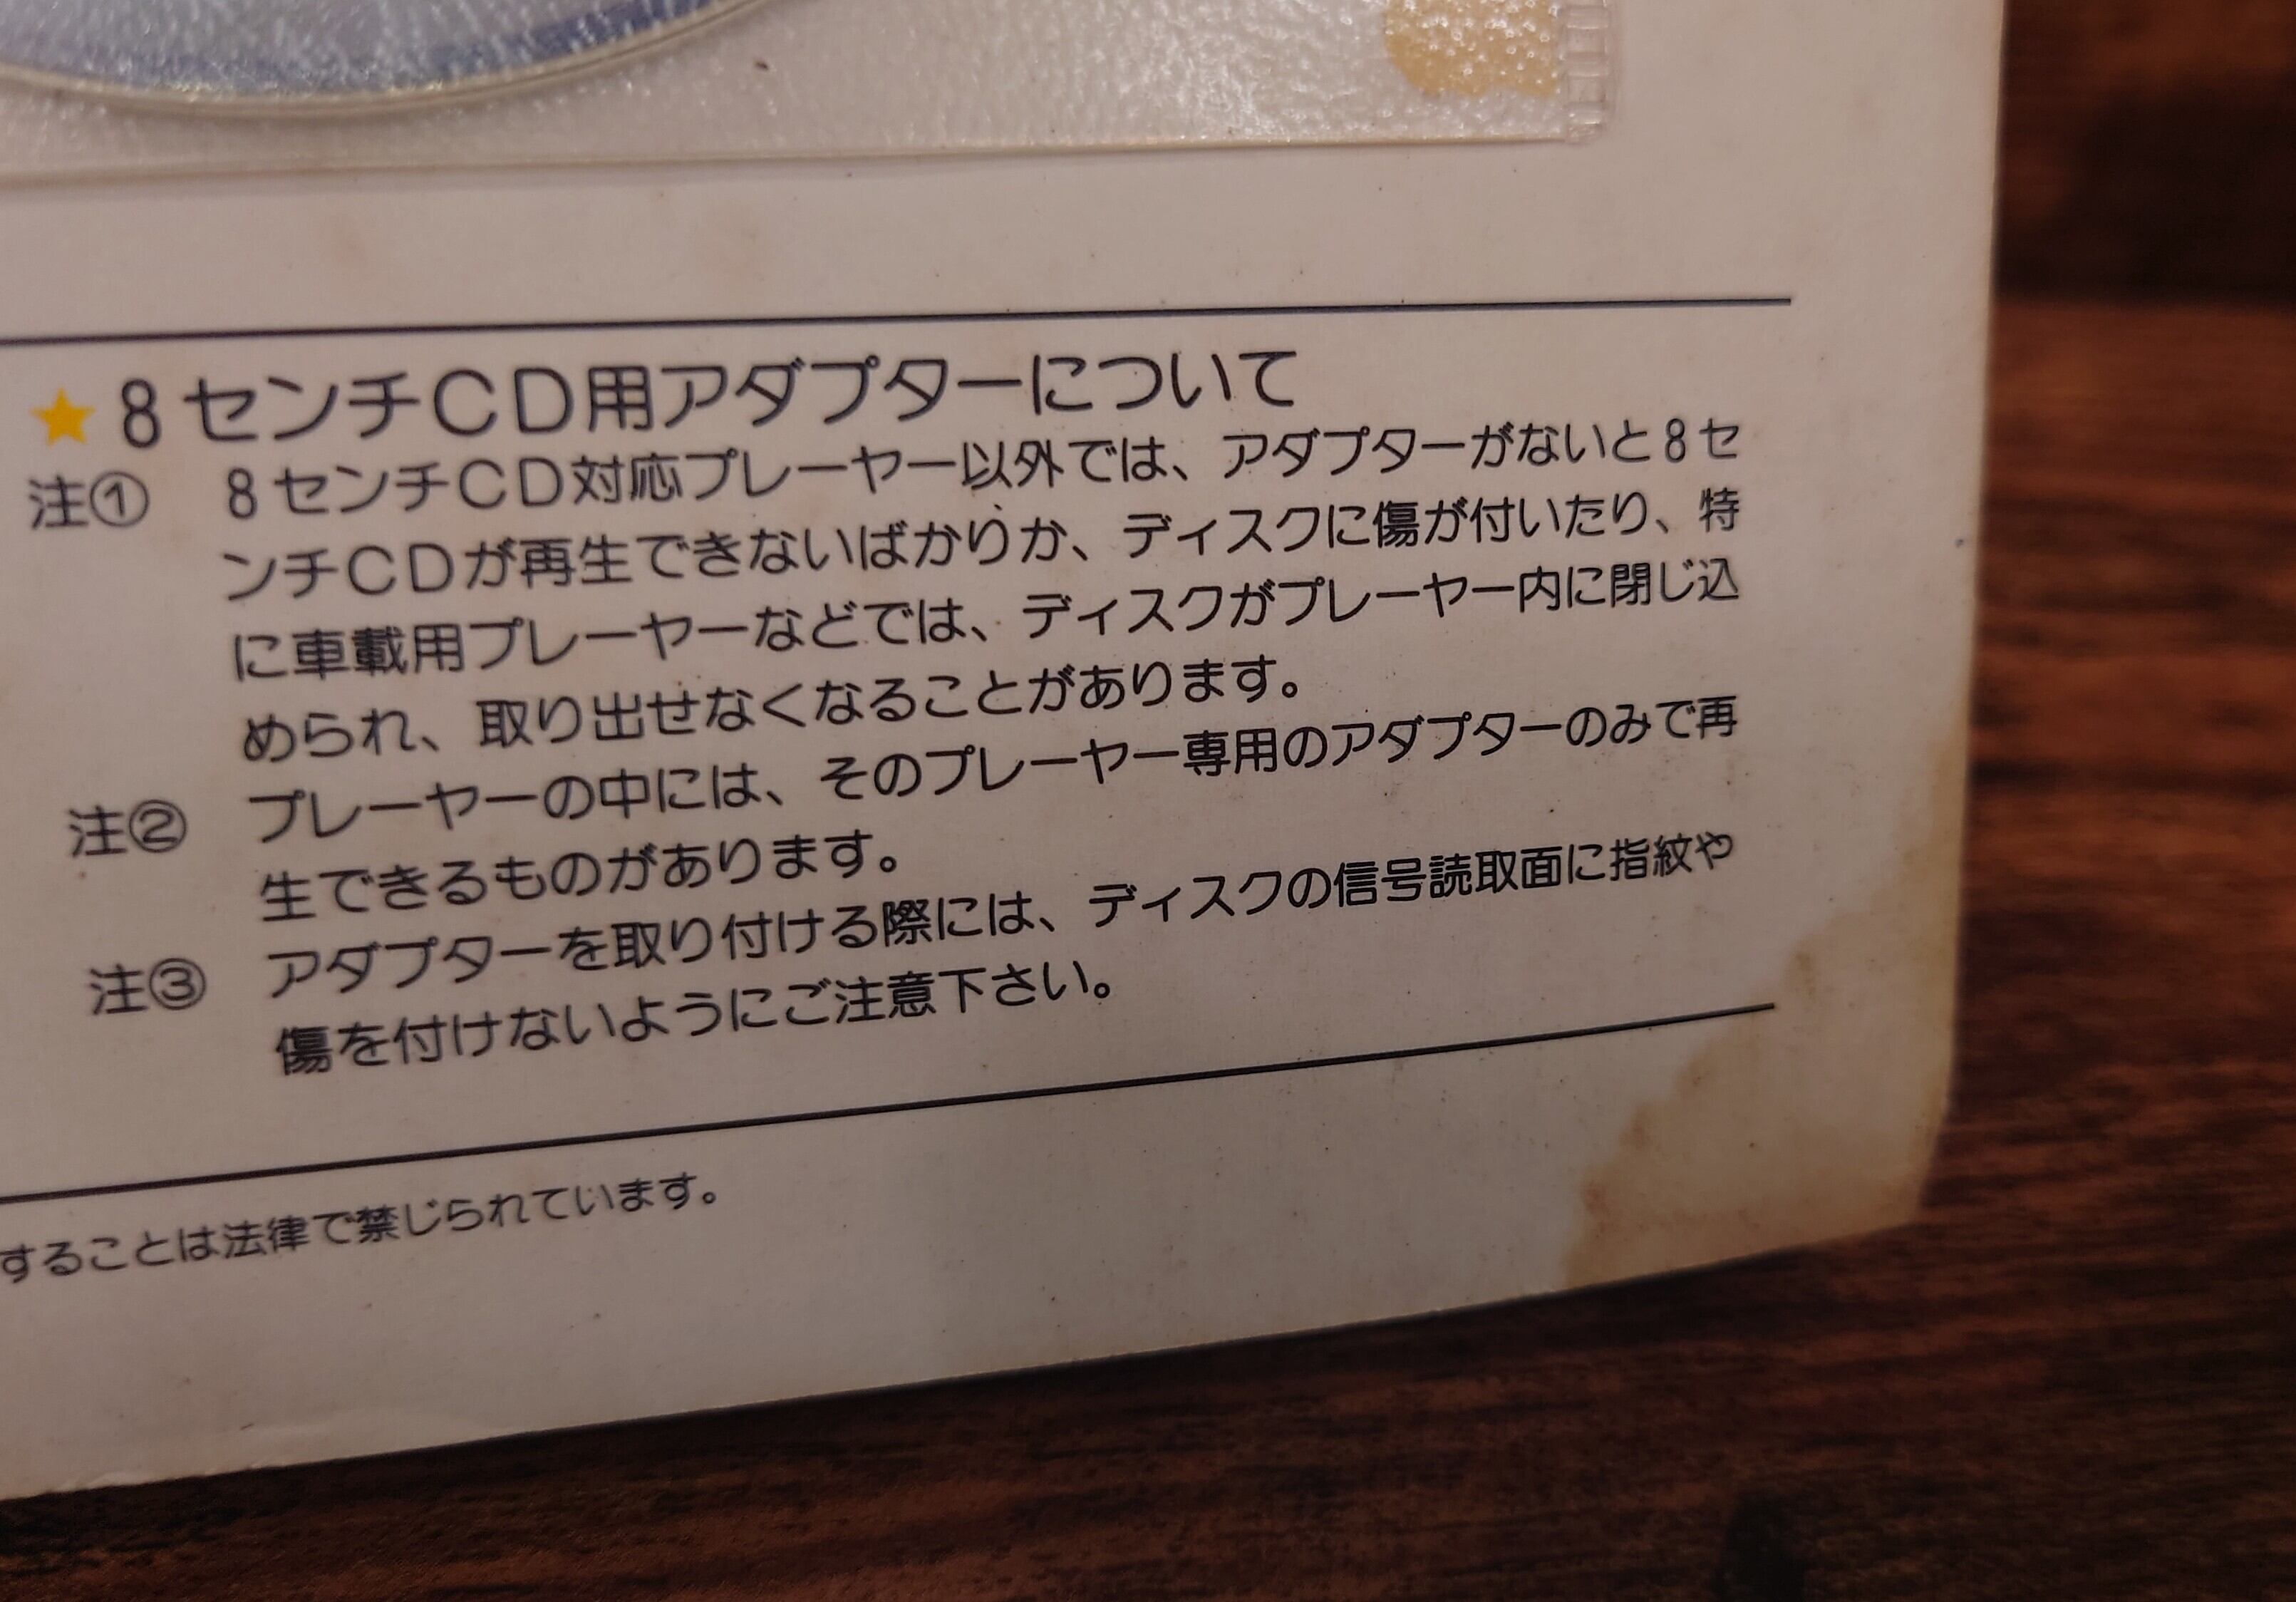 ★8センチCD用アダプターについて
注① 8センチCD対応プレーヤー以外では、アダプターがないと8セ
ンチCDが再生できないばかりか、ディスクに傷が付いたり、特
に車載用プレーヤーなどでは、ディスクがプレーヤー内に閉じ込
められ、取り出せなくなることがあります。
注② プレーヤーの中には、そのプレーヤー専用のアダプターのみで再
生できるものがあります。
注③ アダプターを取り付ける際には、ディスクの信号読取面に指紋や
傷を付けないようにご注意下さい。
することは法律で禁じられています。